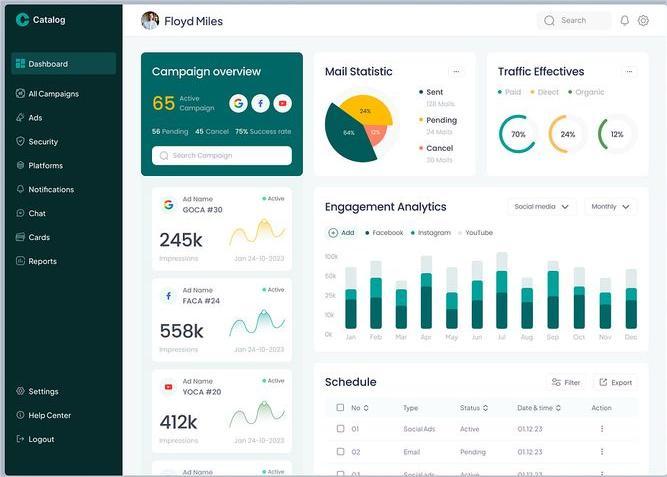 Catalog
Floyd Miles
Search
Dashboard
All Campaigns
Ads
Security
Platforms
Notifications
Chat
Cards
Reports
Settings
Help Center
Logout
Campaign overview
65 Active Campaign
56 Pending 45 Cancel 75% Success rate
Search Campaign
Ad Name
GOCA #30
Active
245k
Impressions
Jan 24-10-2023
Ad Name
FACA #24
Active
558k
Impressions
Jan 24-10-2023
Ad Name
YOCA #20
Active
412k
Impressions
Jan 24-10-2023
Ad Name
Active
Mail Statistic
24%
64%
12%
Sent
128 Mails
Pending
24 Mails
Cancel
Mails
Traffic Effectives
Paid Direct Organic
70% 24% 12%
Engagement Analytics
Social media
Monthly
Add Facebook Instagram YouTube
100k
50k
25k
10k
0k
Jan Feb Mar Apr May Jun Jul Aug Sep Oct Nov Dec
Schedule
Filter
Export
No Type Status Date & time Action
01 Social Ads Active 01.12.23
02 Email Pending 01.12.23
03 Social ads Active 01.12.23